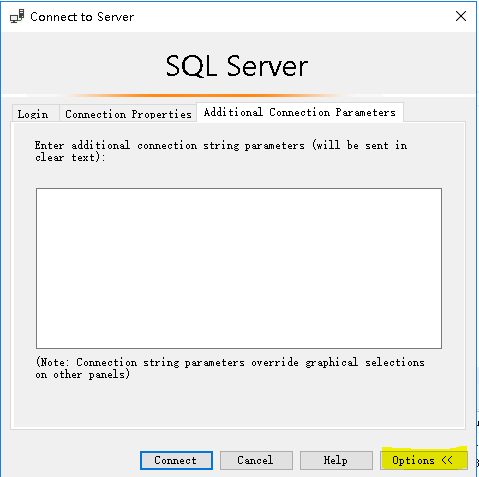 Connect to Server
SQL Server
Login Connection Properties Additional Connection Parameters
Enter additional connection string parameters (will be sent in
clear text):
(Note: Connection string parameters override graphical selections
on other panels)
Connect Cancel Help Options <<